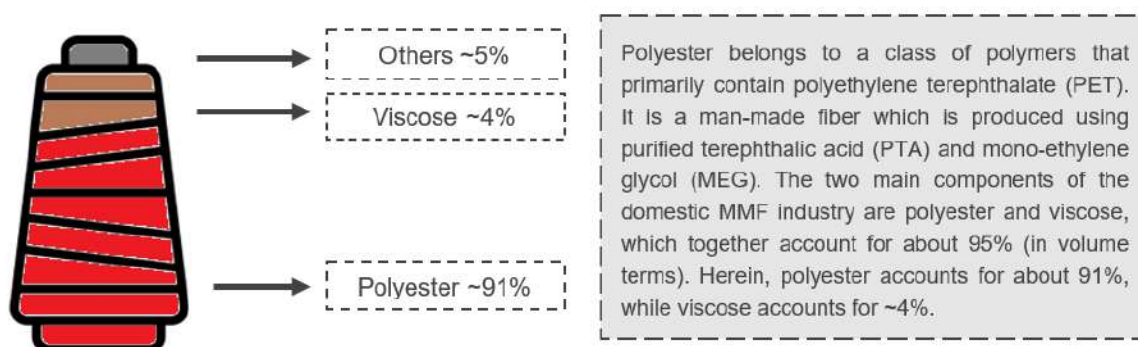 Others ~5%
Viscose ~4%
Polyester ~91%
Polyester belongs to a class of polymers that
primarily contain polyethylene terephthalate (PET).
It is a man-made fiber which is produced using
purified terephthalic acid (PTA) and mono-ethylene
glycol (MEG). The two main components of the
domestic MMF industry are polyester and viscose,
which together account for about 95% (in volume
terms). Herein, polyester accounts for about 91%,
while viscose accounts for ~4%.